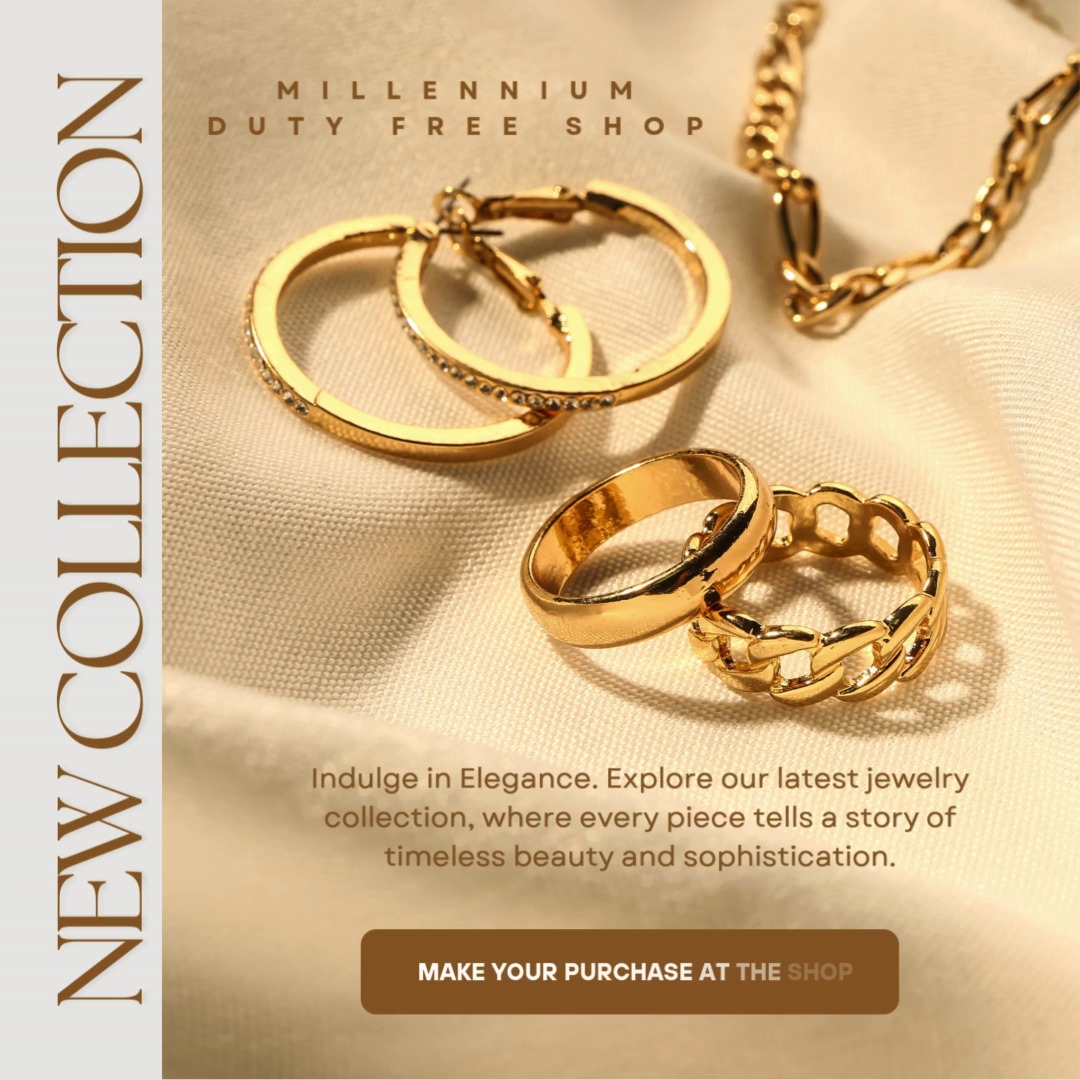 NEW COLLECTION
MILLENNIUM
DUTY FREE SHOP
Indulge in Elegance. Explore our latest jewelry
collection, where every piece tells a story of
timeless beauty and sophistication.
MAKE YOUR PURCHASE AT THE SHOP